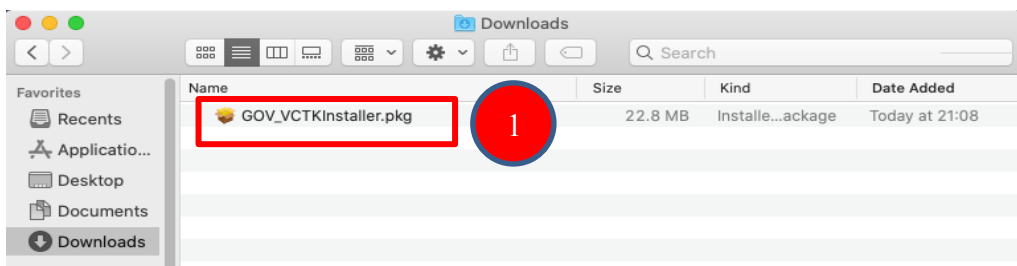 Downloads
Search
Favorites
Recents
Applicatio...
Desktop
Documents
Downloads
Name Size Kind Date Added
GOV_VCTKInstaller.pkg 22.8 MB Installe...ackage Today at 21:08
1